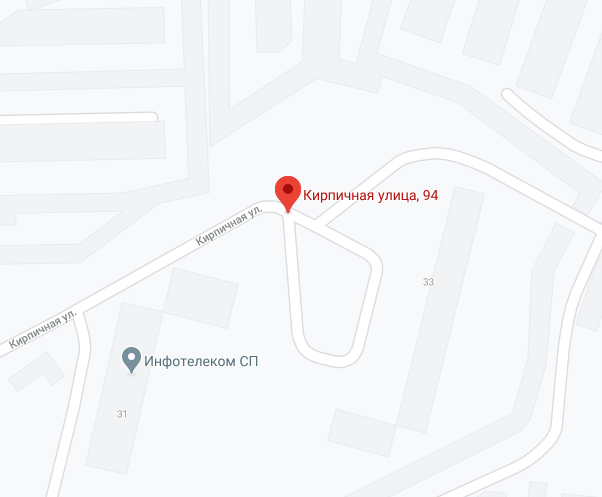 Кирпичная улица, 94
Кирпичная ул.
33
Кирпичная ул.
Инфотелеком СП
31